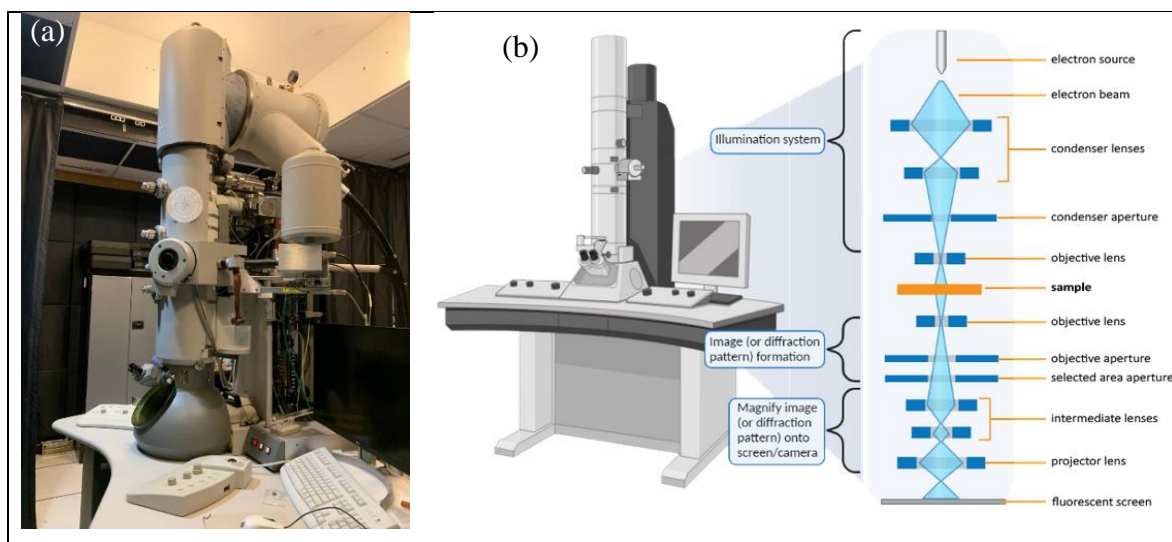 (a)
(b)
Illumination system
Image (or diffraction
pattern) formation
Magnify image
(or diffraction
pattern) onto
screen/camera
electron source
electron beam
condenser lenses
condenser aperture
objective lens
sample
objective lens
objective aperture
selected area aperture
intermediate lenses
projector lens
fluorescent screen